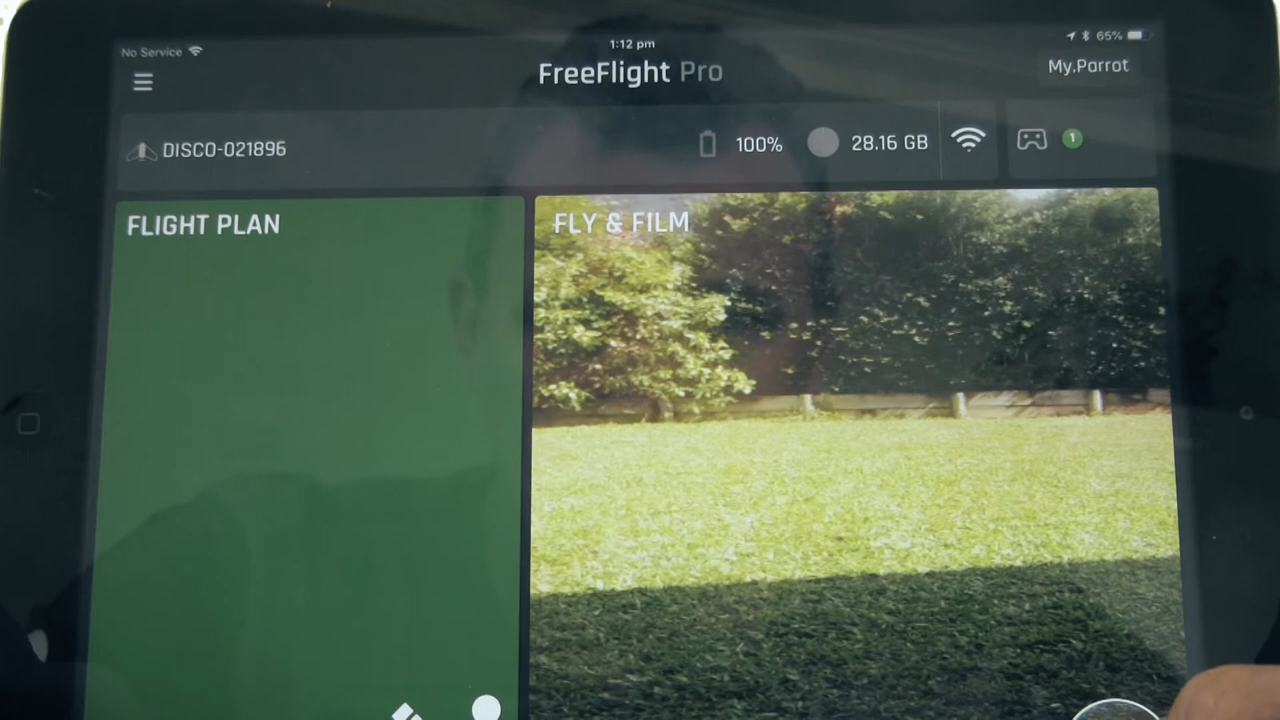 No Service
1:12 pm
65%
FreeFlight Pro
My.Parrot
DISCO-021896
100%
28.16 GB
1
FLIGHT PLAN
FLY & FILM